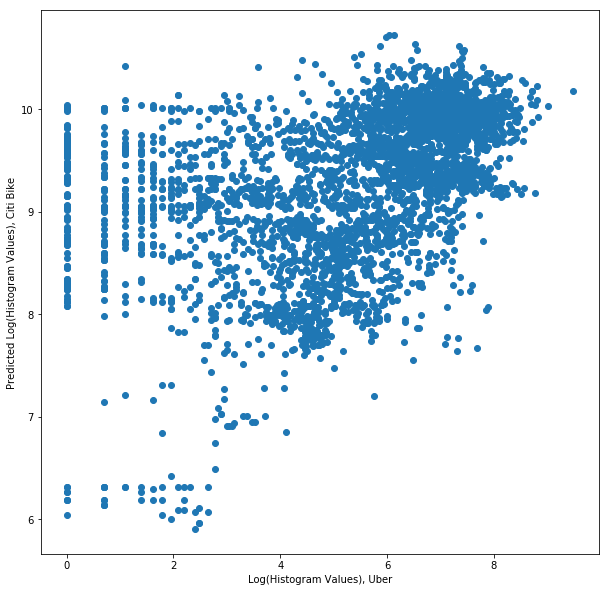 10
9
8
7
6
Predicted Log(Histogram Values), Citi Bike
0 2 4 6 8
Log(Histogram Values), Uber